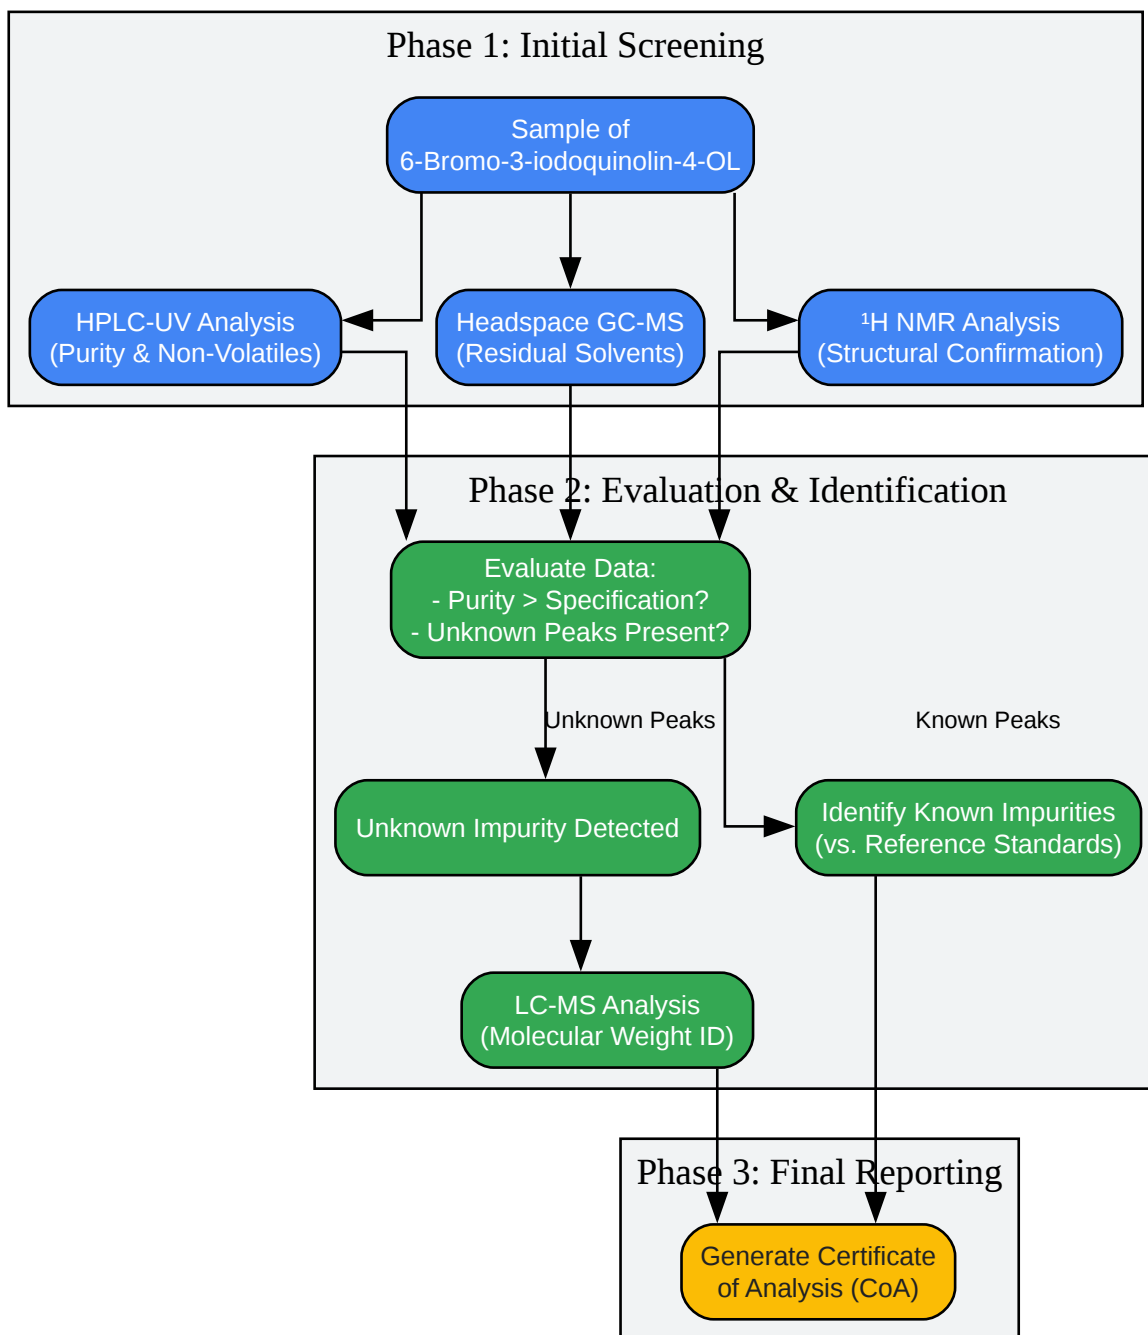 Phase 1: Initial Screening
Sample of
6-Bromo-3-iodoquinolin-4-OL
HPLC-UV Analysis
(Purity & Non-Volatiles)
Headspace GC-MS
(Residual Solvents)
¹H NMR Analysis
(Structural Confirmation)
Phase 2: Evaluation & Identification
Evaluate Data:
- Purity > Specification?
- Unknown Peaks Present?
Unknown Peaks
Known Peaks
Unknown Impurity Detected
Identify Known Impurities
(vs. Reference Standards)
LC-MS Analysis
(Molecular Weight ID)
Phase 3: Final Reporting
Generate Certificate
of Analysis (CoA)